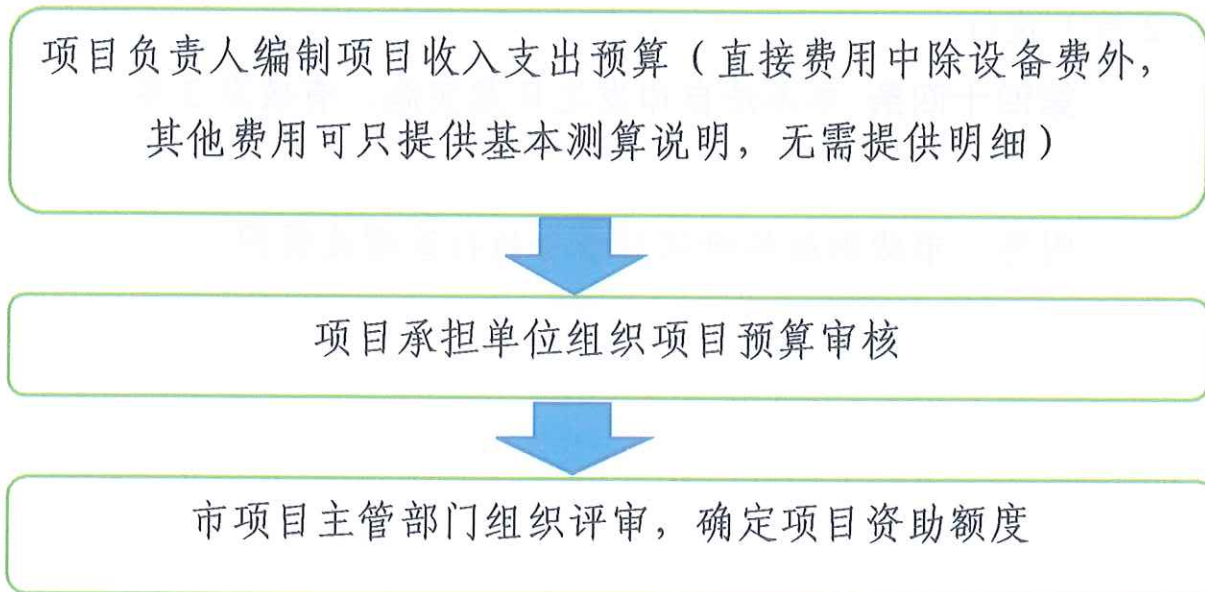 项目负责人编制项目收入支出预算（直接费用中除设备费外，
其他费用可只提供基本测算说明，无需提供明细）
项目承担单位组织项目预算审核
市项目主管部门组织评审，确定项目资助额度